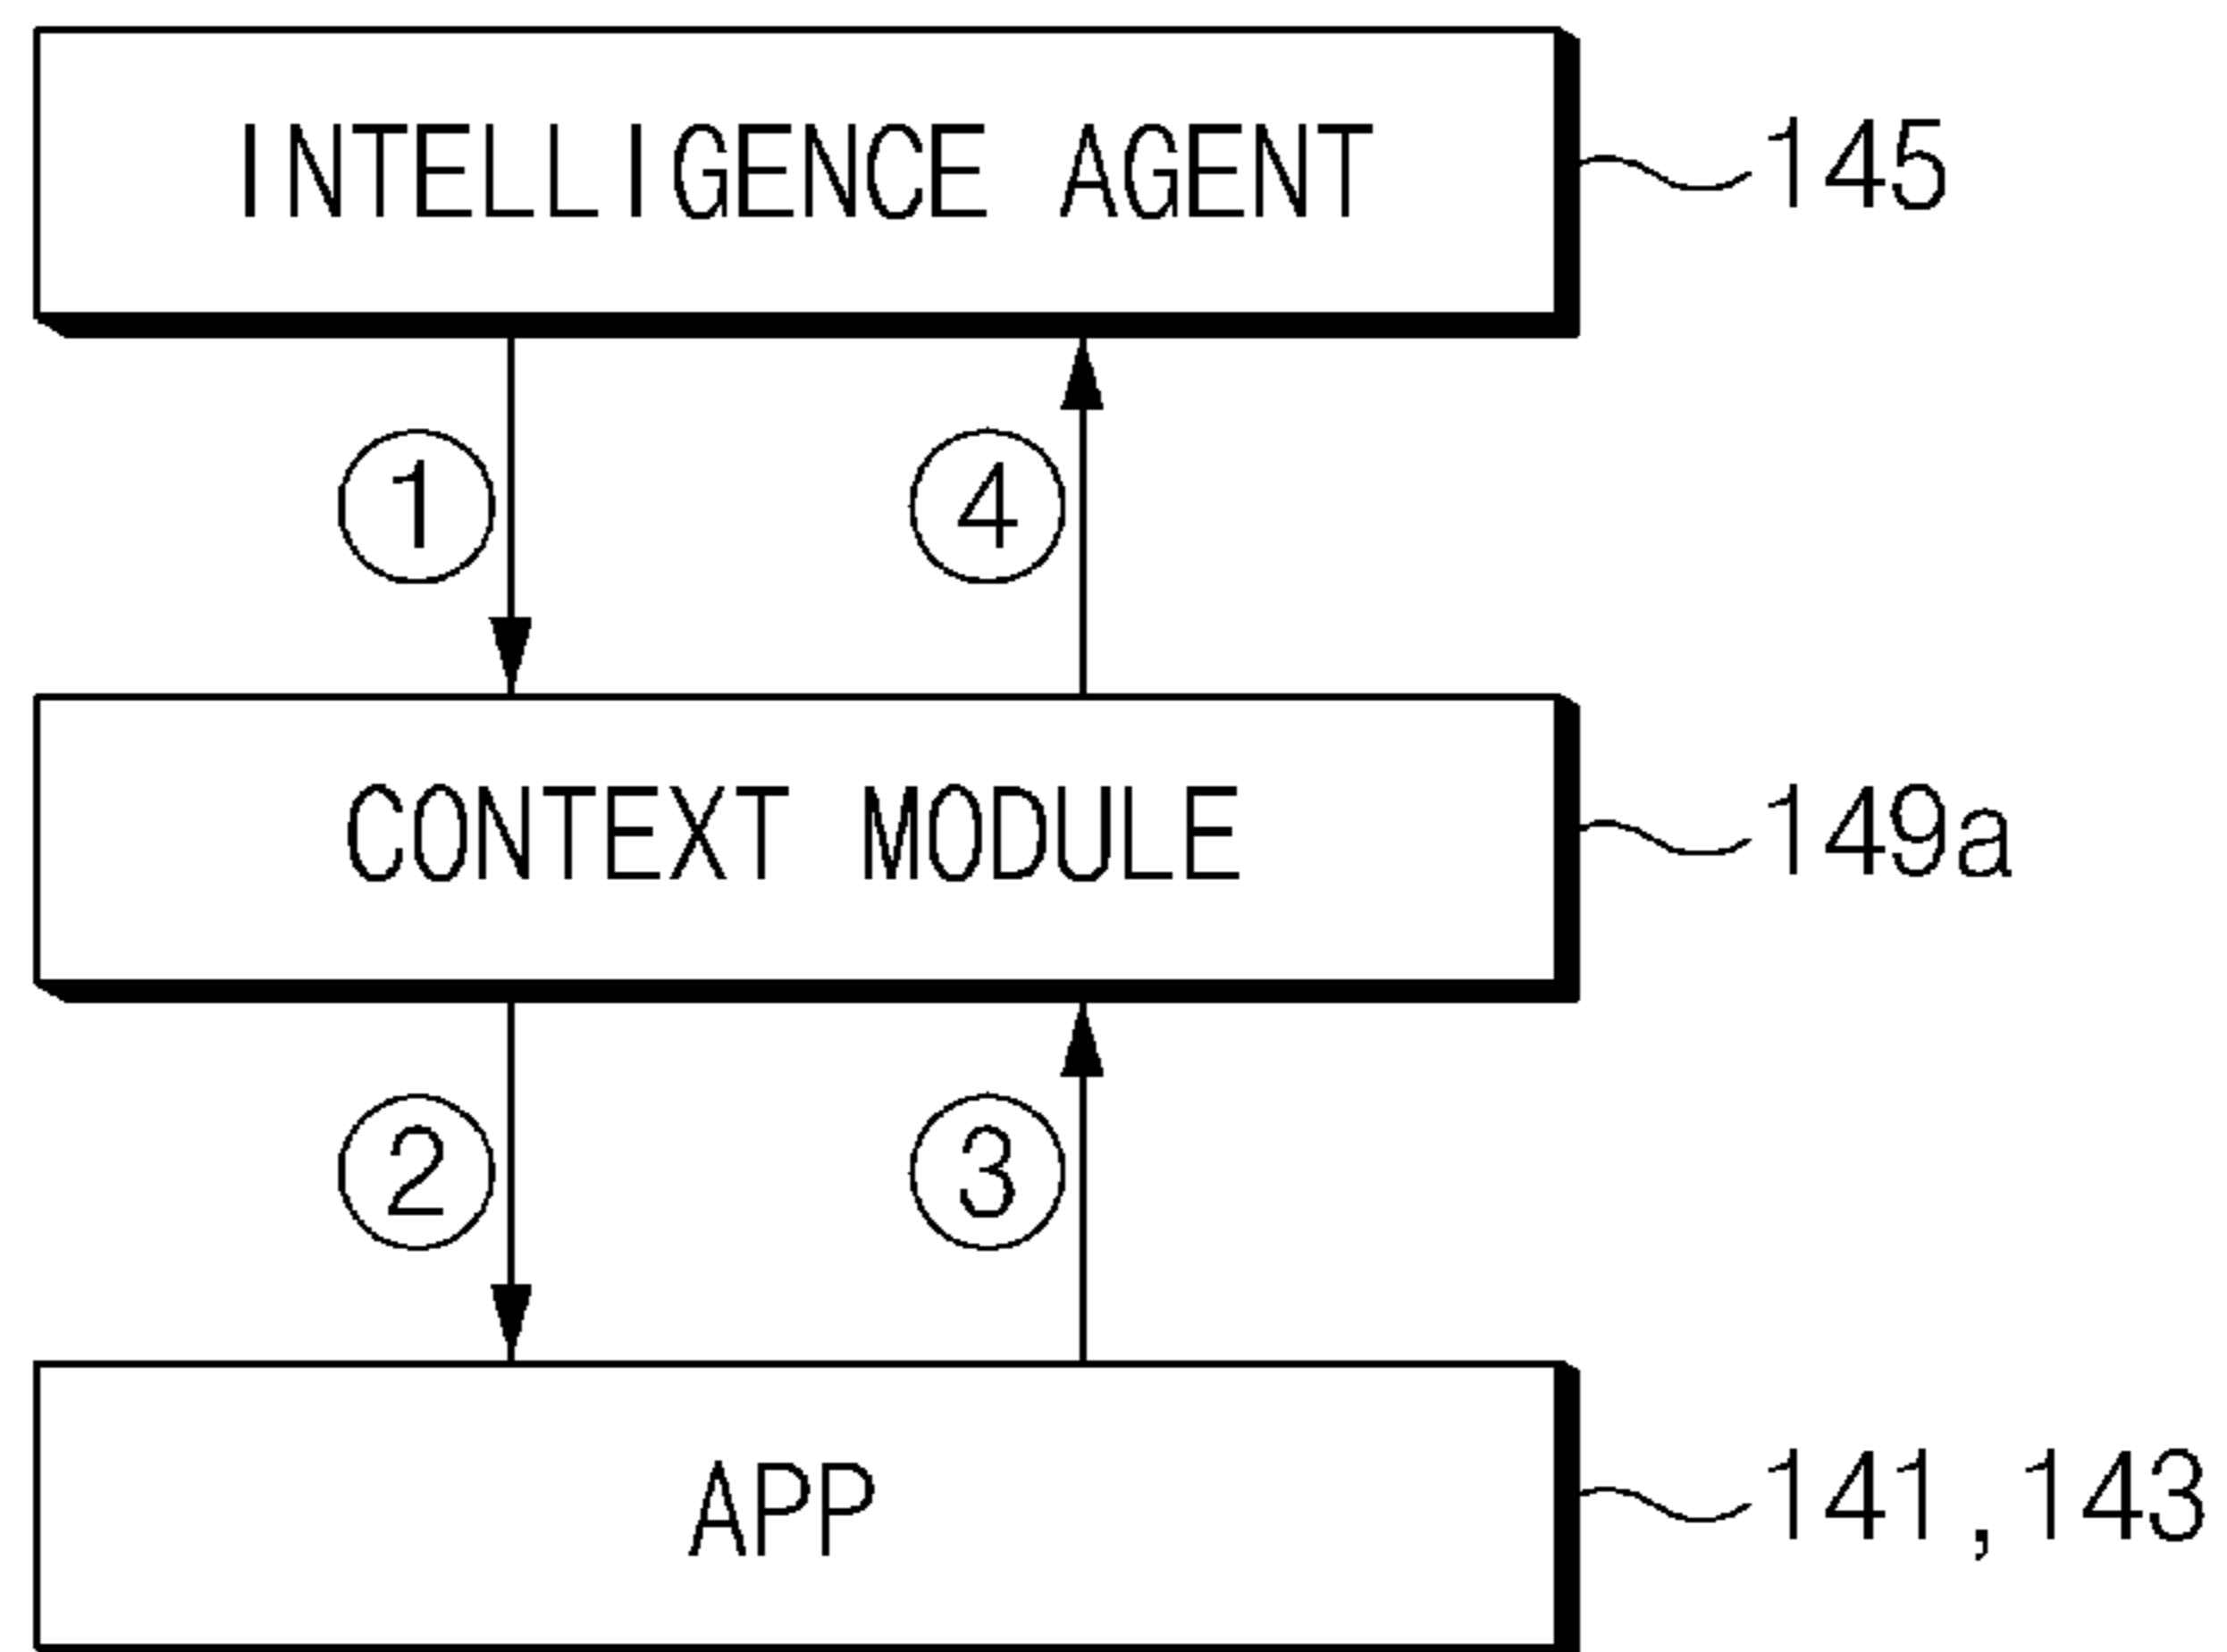 INTELLIGENCE AGENT 145
① ④
CONTEXT MODULE 149a
② ③
APP 141,143